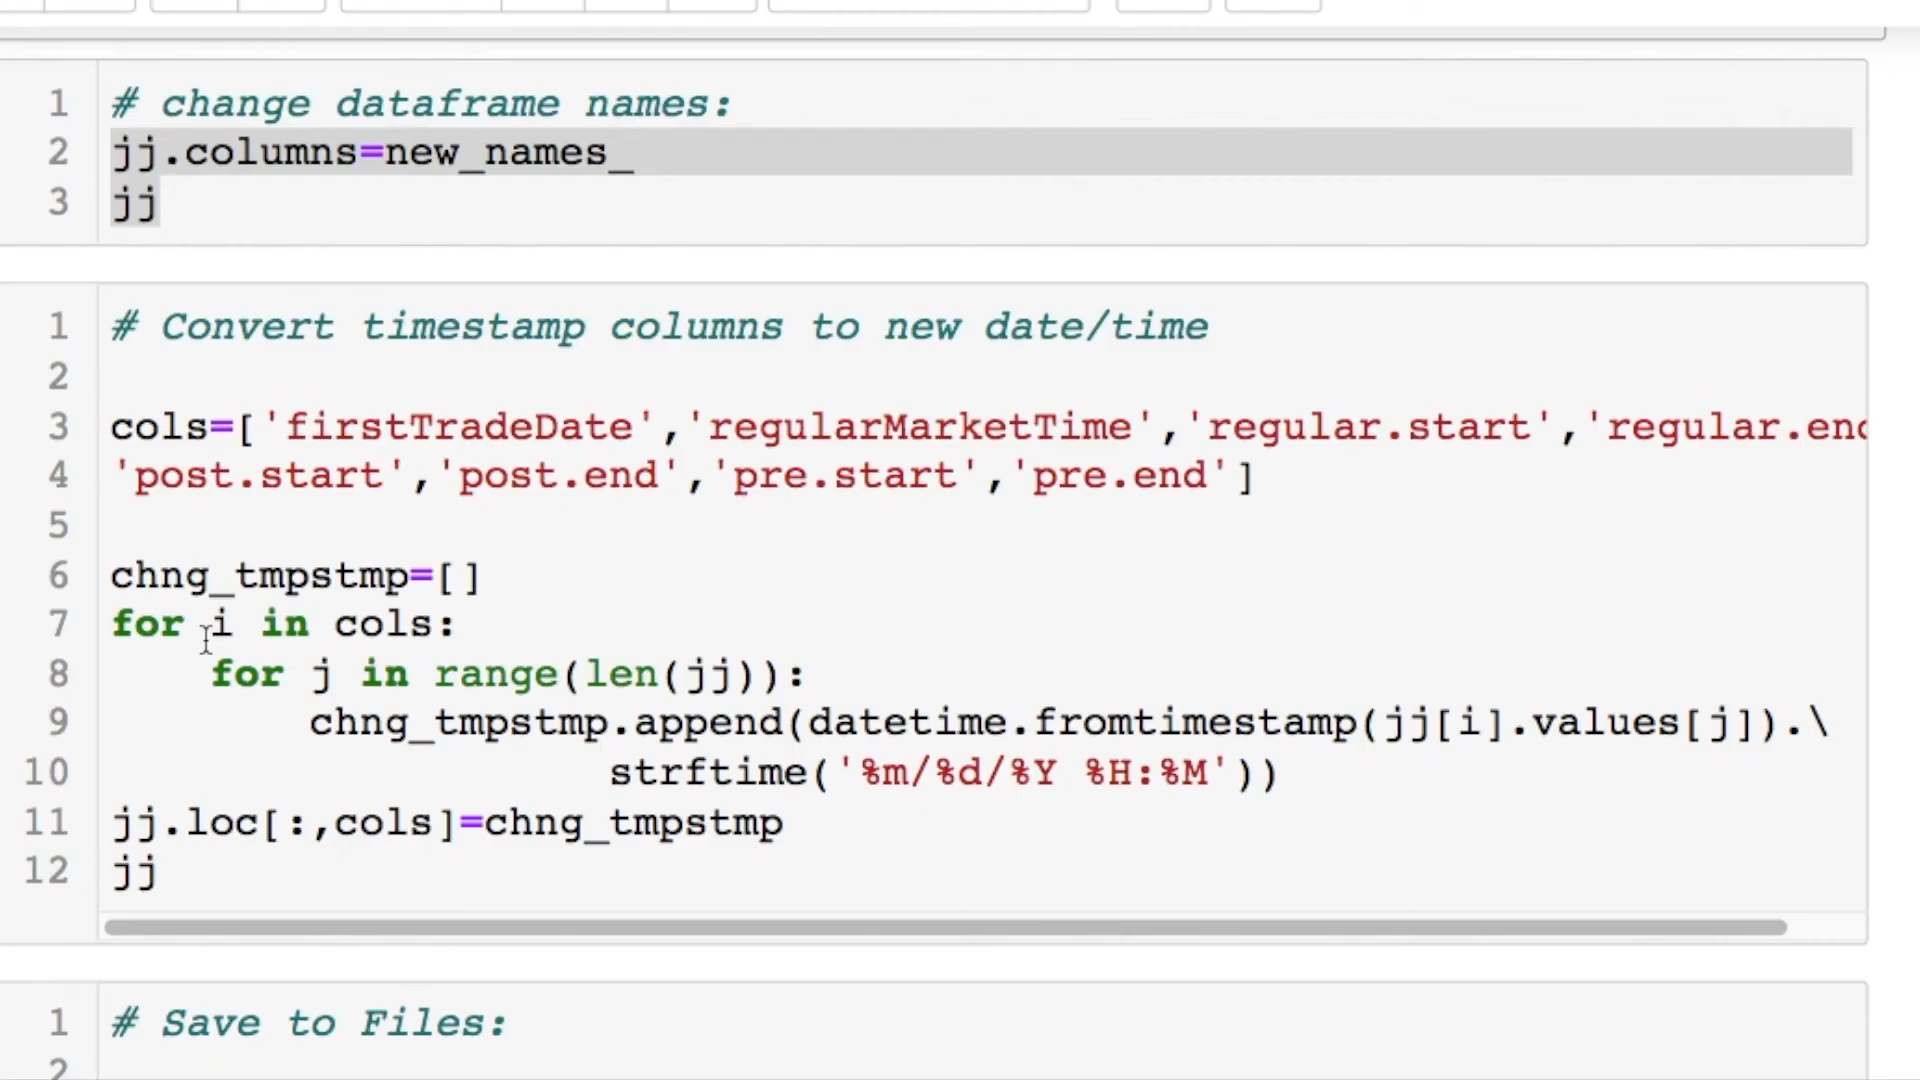 1 # change dataframe names:
2 jj.columns=new_names_
3 jj
1 # Convert timestamp columns to new date/time
2
3 cols=['firstTradeDate','regularMarketTime','regular.start','regular.end
4 'post.start','post.end','pre.start','pre.end']
5
6 chng_tmpstmp=[]
7 for i in cols:
8 for j in range(len(jj)):
9 chng_tmpstmp.append(datetime.fromtimestamp(jj[i].values[j]).\
10 strftime('%m/%d/%Y %H:%M'))
11 jj.loc[:,cols]=chng_tmpstmp
12 jj
1 # Save to Files:
2